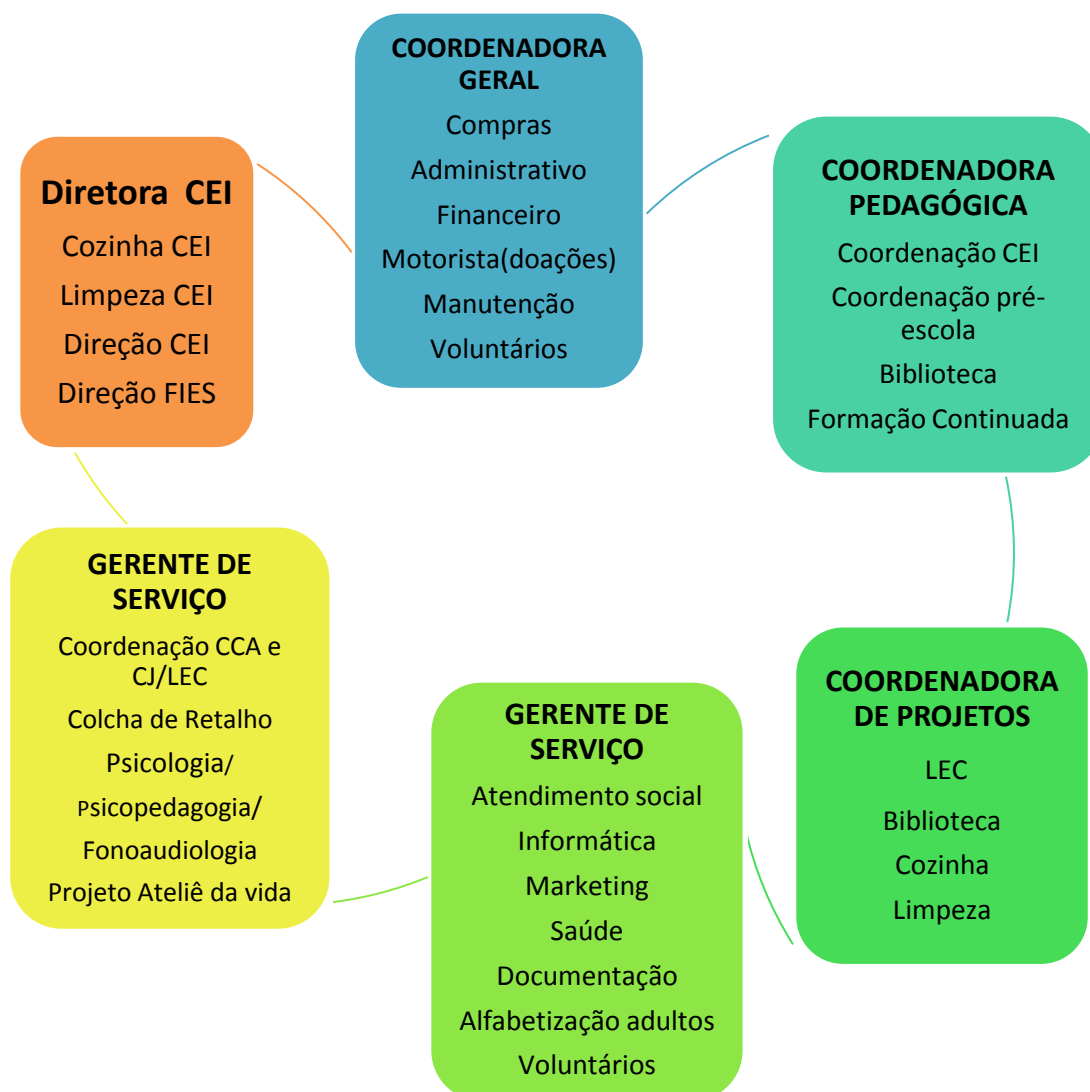 COORDENADORA
GERAL
Compras
Administrativo
Financeiro
Motorista(doações)
Manutenção
Voluntários
COORDENADORA
PEDAGÓGICA
Coordenação CEI
Coordenação pré-
escola
Biblioteca
Formação Continuada
COORDENADORA
DE PROJETOS
LEC
Biblioteca
Cozinha
Limpeza
GERENTE DE
SERVIÇO
Atendimento social
Informática
Marketing
Saúde
Documentação
Alfabetização adultos
Voluntários
GERENTE DE
SERVIÇO
Coordenação CCA e
CJ/LEC
Colcha de Retalho
Psicologia/
Psicopedagogia/
Fonoaudiologia
Projeto Ateliê da vida
Diretora CEI
Cozinha CEI
Limpeza CEI
Direção CEI
Direção FIES